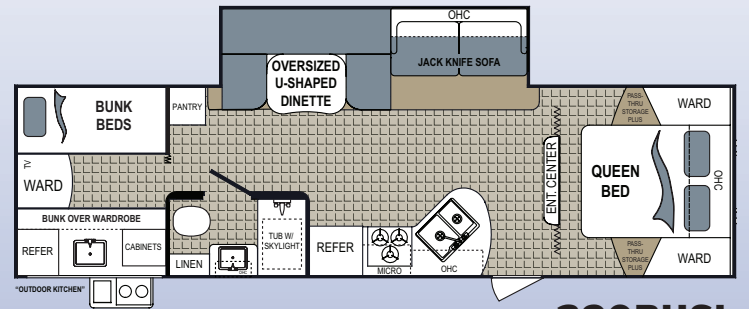 OHC
OVERSIZED
U-SHAPED
DINETTE
JACK KNIFE SOFA
BUNK
BEDS
PANTRY
PASS-
THRU
STORAGE
PLUS
WARD
TV
WARD
ENT. CENTER
QUEEN
BED
OHC
BUNK OVER WARDROBE
REFER
CABINETS
LINEN
OHC
TUB W/
SKYLIGHT
REFER
MICRO
OHC
PASS-
THRU
STORAGE
PLUS
WARD
"OUTDOOR KITCHEN"